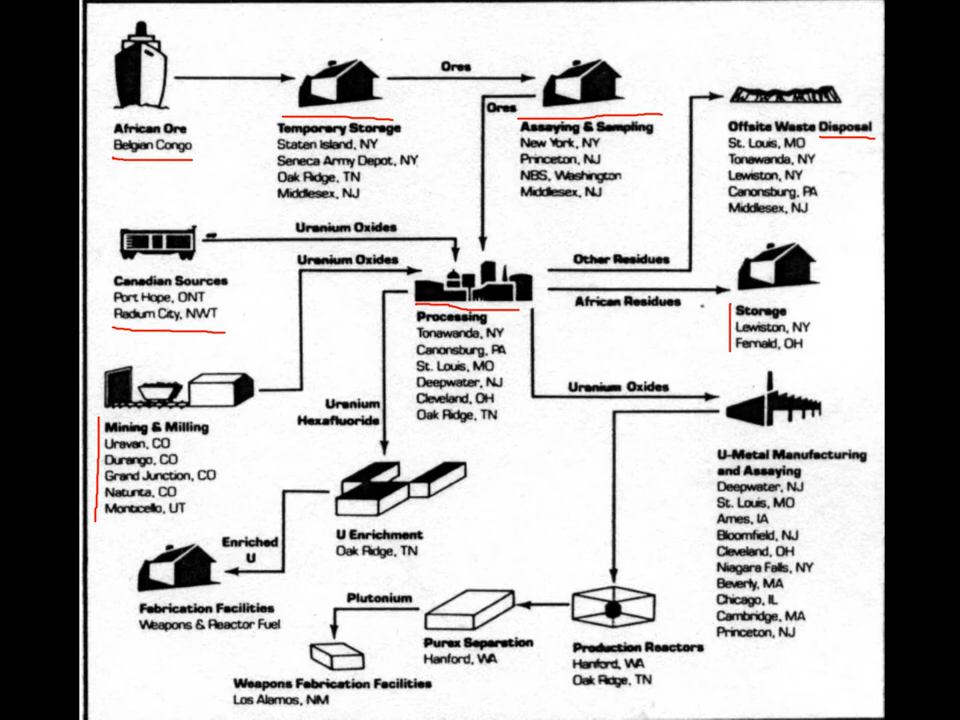 African Ore
Belgian Congo
Temporary Storage
Staten Island, NY
Seneca Army Depot, NY
Oak Ridge, TN
Middlesex, NJ
Ores
Ores
Assaying & Sampling
New York, NY
Princeton, NJ
NBS, Washington
Middlesex, NJ
Offsite Waste Disposal
St. Louis, MO
Tonawanda, NY
Lewiston, NY
Canonsburg, PA
Middlesex, NJ
Canadian Sources
Port Hope, ONT
Radium City, NWT
Uranium Oxides
Uranium Oxides
Processing
Tonawanda, NY
Canonsburg, PA
St. Louis, MO
Deepwater, NJ
Cleveland, OH
Oak Ridge, TN
Other Residues
African Residues
Storage
Lewiston, NY
Fernald, OH
Mining & Milling
Uravan, CO
Durango, CO
Grand Junction, CO
Natunta, CO
Monticello, UT
Uranium
Hexafluoride
Uranium Oxides
U-Metal Manufacturing
and Assaying
Deepwater, NJ
St. Louis, MO
Ames, IA
Bloomfield, NJ
Cleveland, OH
Niagara Falls, NY
Beverly, MA
Chicago, IL
Cambridge, MA
Princeton, NJ
U Enrichment
Oak Ridge, TN
Enriched
U
Fabrication Facilities
Weapons & Reactor Fuel
Plutonium
Purex Separation
Hanford, WA
Production Reactors
Hanford, WA
Oak Ridge, TN
Weapons Fabrication Facilities
Los Alamos, NM